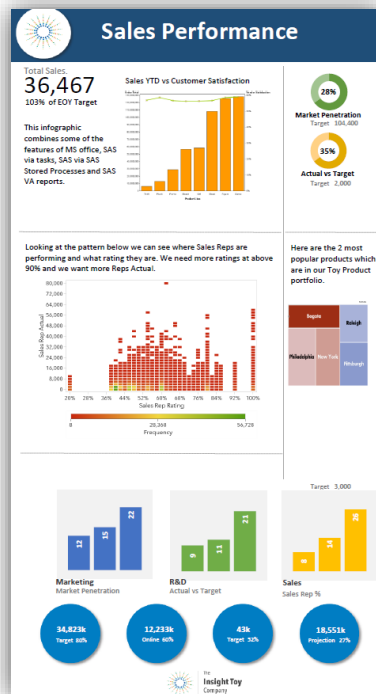 Sales Performance
Total Sales.
36,467
103% of EOY Target
This infographic
combines some of the
features of MS office, SAS
via tasks, SAS via SAS
Stored Processes and SAS
VA reports.
Sales YTD vs Customer Satisfaction
28%
Market Penetration
Target 104,400
35%
Actual vs Target
Target 2,000
Looking at the pattern below we can see where Sales Reps are
performing and what rating they are. We need more ratings at above
90% and we want more Reps Actual.
Sales Rep Actual
80,000
72,000
64,000
56,000
48,000
40,000
32,000
24,000
16,000
8,000
0
20% 28% 36% 44% 52% 60% 68% 76% 84% 92% 100%
Sales Rep Rating
0 28,368 56,728
Frequency
Here are the 2 most
popular products which
are in our Toy Product
portfolio.
Bogota
Raleigh
Philadelphia
New York
Pittsburgh
12 15 22
Marketing
Market Penetration
9 11 21
R&D
Actual vs Target
Target 3,000
8 14 26
Sales
Sales Rep %
34,823k
Target 86%
12,233k
Online 60%
43k
Target 52%
18,551k
Projection 27%
The
Insight Toy
Company